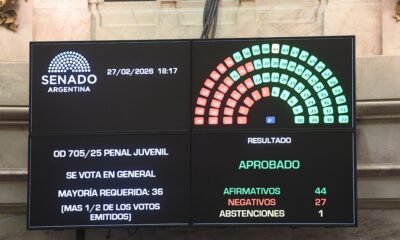 SENADO
ARGENTINA
27/02/2026 18:17
OD 705/25 PENAL JUVENIL
SE VOTA EN GENERAL
MAYORÍA REQUERIDA: 36
(MAS 1/2 DE LOS VOTOS
EMITIDOS)
RESULTADO
APROBADO
AFIRMATIVOS 44
NEGATIVOS 27
ABSTENCIONES 1